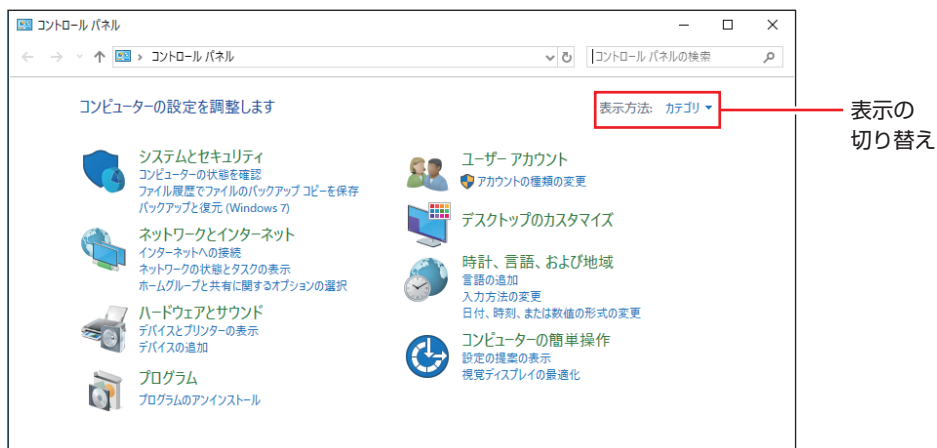 コントロール パネル
コントロール パネル
コントロール パネルの検索
コンピューターの設定を調整します
表示方法: カテゴリ
表示の
切り替え
システムとセキュリティ
コンピューターの状態を確認
ファイル履歴でファイルのバックアップ コピーを保存
バックアップと復元 (Windows 7)
ネットワークとインターネット
インターネットへの接続
ネットワークの状態とタスクの表示
ホームグループと共有に関するオプションの選択
ハードウェアとサウンド
デバイスとプリンターの表示
デバイスの追加
プログラム
プログラムのアンインストール
ユーザー アカウント
アカウントの種類の変更
デスクトップのカスタマイズ
時計、言語、および地域
言語の追加
入力方法の変更
日付、時刻、または数値の形式の変更
コンピューターの簡単操作
設定の提案の表示
視覚ディスプレイの最適化